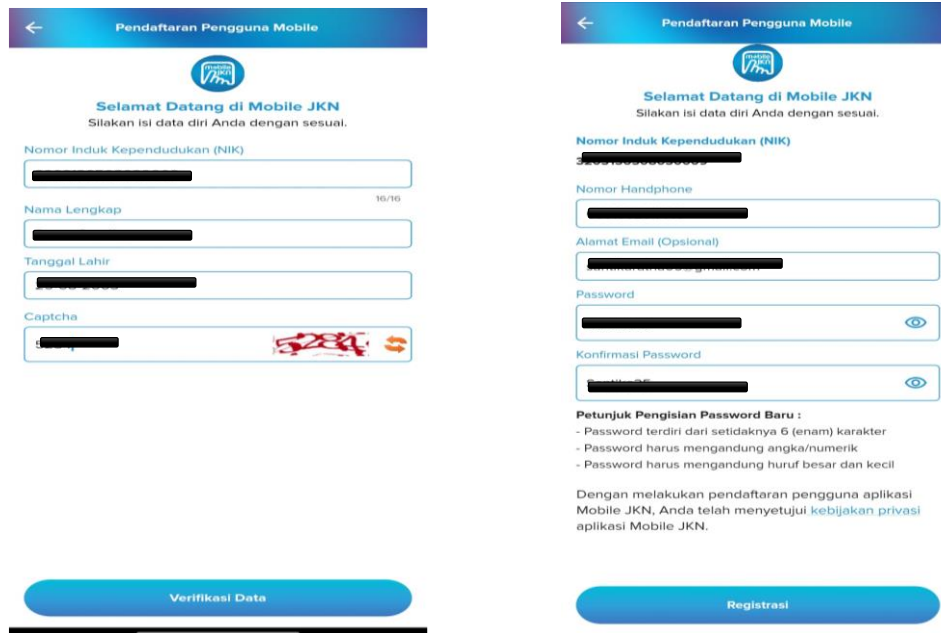 Pendaftaran Pengguna Mobile
mobile
JKN
Selamat Datang di Mobile JKN
Silakan isi data diri Anda dengan sesuai.
Nomor Induk Kependudukan (NIK)
16/16
Nama Lengkap
Tanggal Lahir
Captcha
5284
Verifikasi Data
Pendaftaran Pengguna Mobile
mobile
JKN
Selamat Datang di Mobile JKN
Silakan isi data diri Anda dengan sesuai.
Nomor Induk Kependudukan (NIK)
Nomor Handphone
Alamat Email (Opsional)
Password
Konfirmasi Password
Petunjuk Pengisian Password Baru :
- Password terdiri dari setidaknya 6 (enam) karakter
- Password harus mengandung angka/numerik
- Password harus mengandung huruf besar dan kecil
Dengan melakukan pendaftaran pengguna aplikasi
Mobile JKN, Anda telah menyetujui kebijakan privasi
aplikasi Mobile JKN.
Registrasi